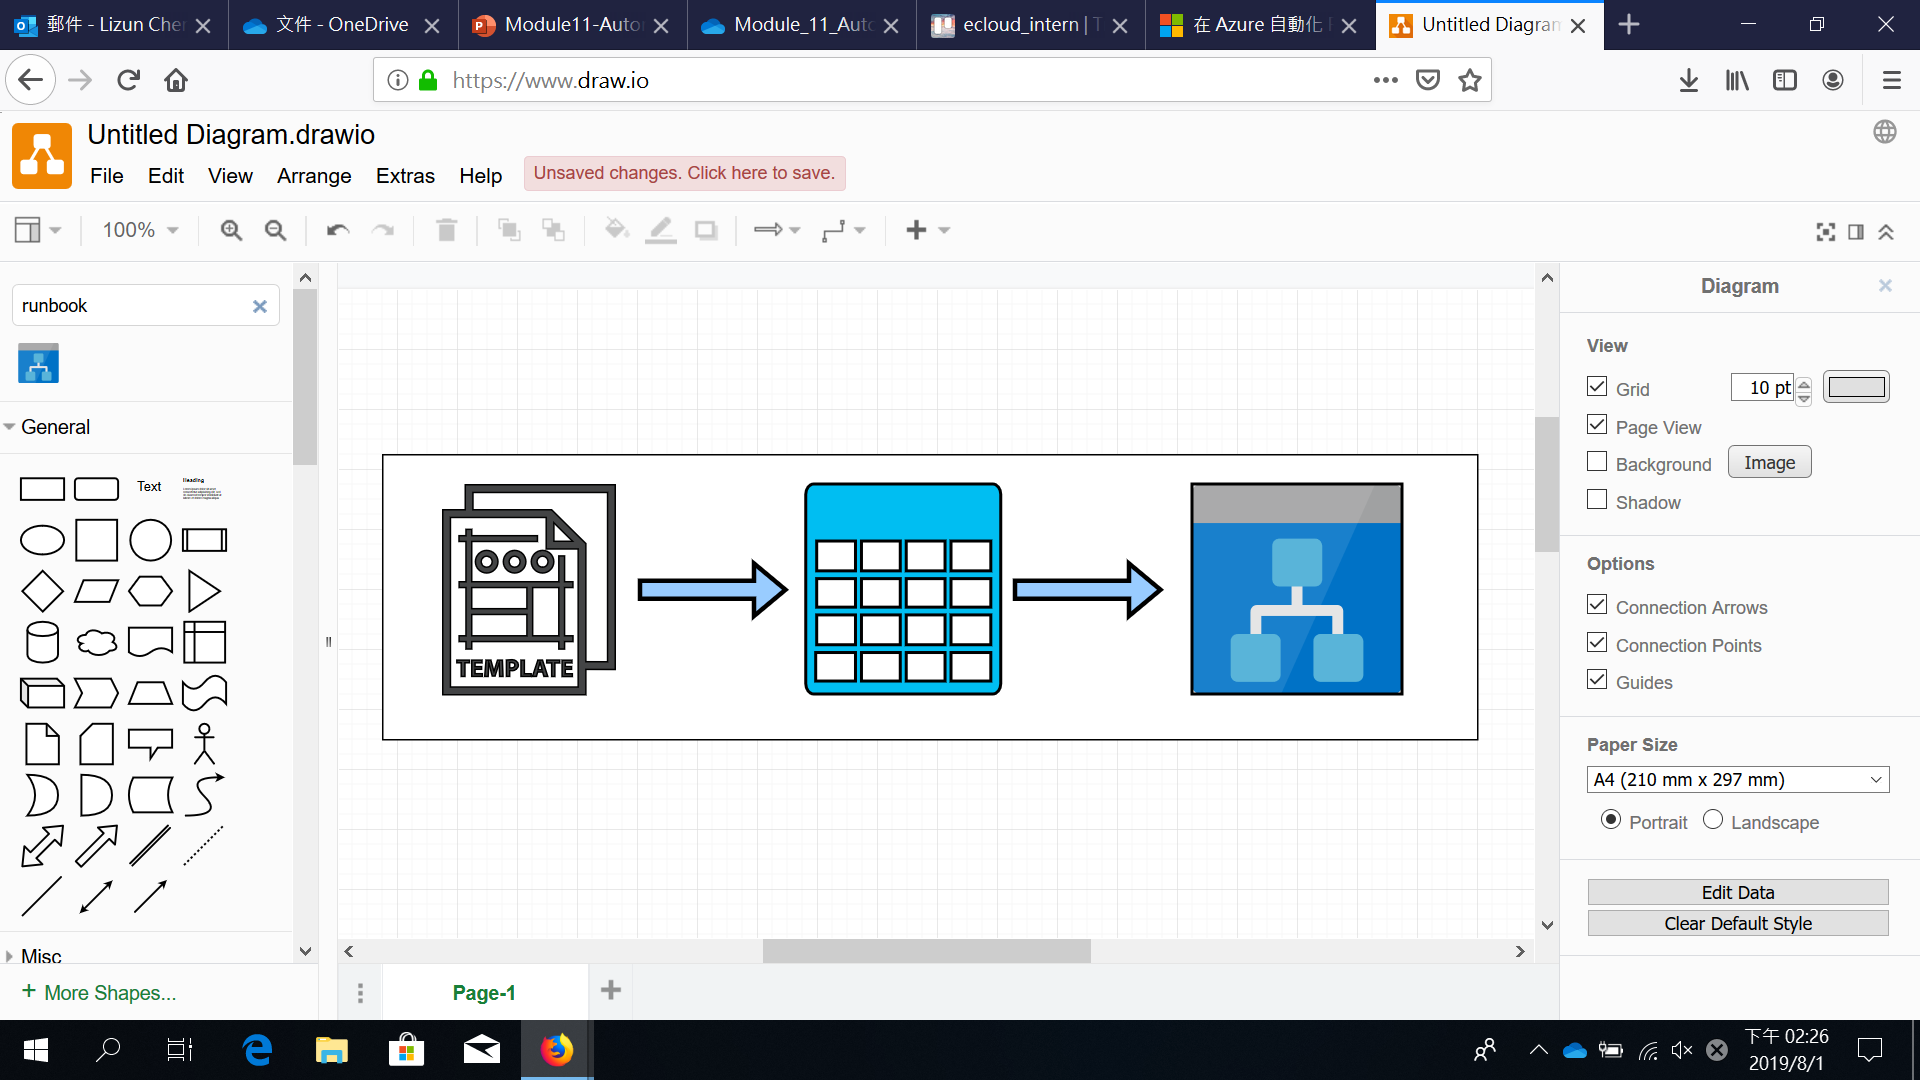 郵件 - Lizun Cher
文件 - OneDrive
Module11-Auto
Module_11_Auto
ecloud_intern | T
在 Azure 自動化
Untitled Diagran
https://www.draw.io
Untitled Diagram.drawio
File Edit View Arrange Extras Help
Unsaved changes. Click here to save.
100%
runbook
General
Text
Heading
Misc
+ More Shapes...
TEMPLATE
Page-1
Diagram
View
Grid
10 pt
Page View
Background
Image
Shadow
Options
Connection Arrows
Connection Points
Guides
Paper Size
A4 (210 mm x 297 mm)
Portrait
Landscape
Edit Data
Clear Default Style
下午 02:26
2019/8/1